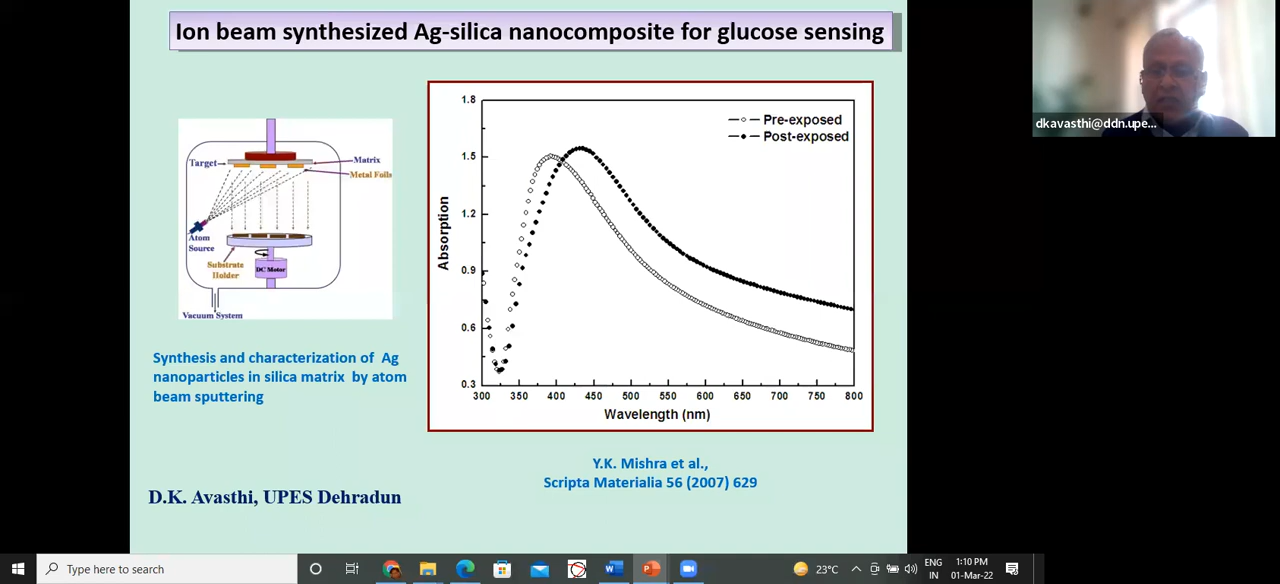 Ion beam synthesized Ag-silica nanocomposite for glucose sensing
dkavasthi@ddn.upe...
Target
Matrix
Metal Foils
Atom
Source
Substrate
Holder
DC Motor
Vacuum System
Synthesis and characterization of Ag
nanoparticles in silica matrix by atom
beam sputtering
D.K. Avasthi, UPES Dehradun
Pre-exposed
Post-exposed
Absorption
1.8
1.5
1.2
0.9
0.6
0.3
300 350 400 450 500 550 600 650 700 750 800
Wavelength (nm)
Y.K. Mishra et al.,
Scripta Materialia 56 (2007) 629
Type here to search
23°C
ENG
IN
1:10 PM
01-Mar-22